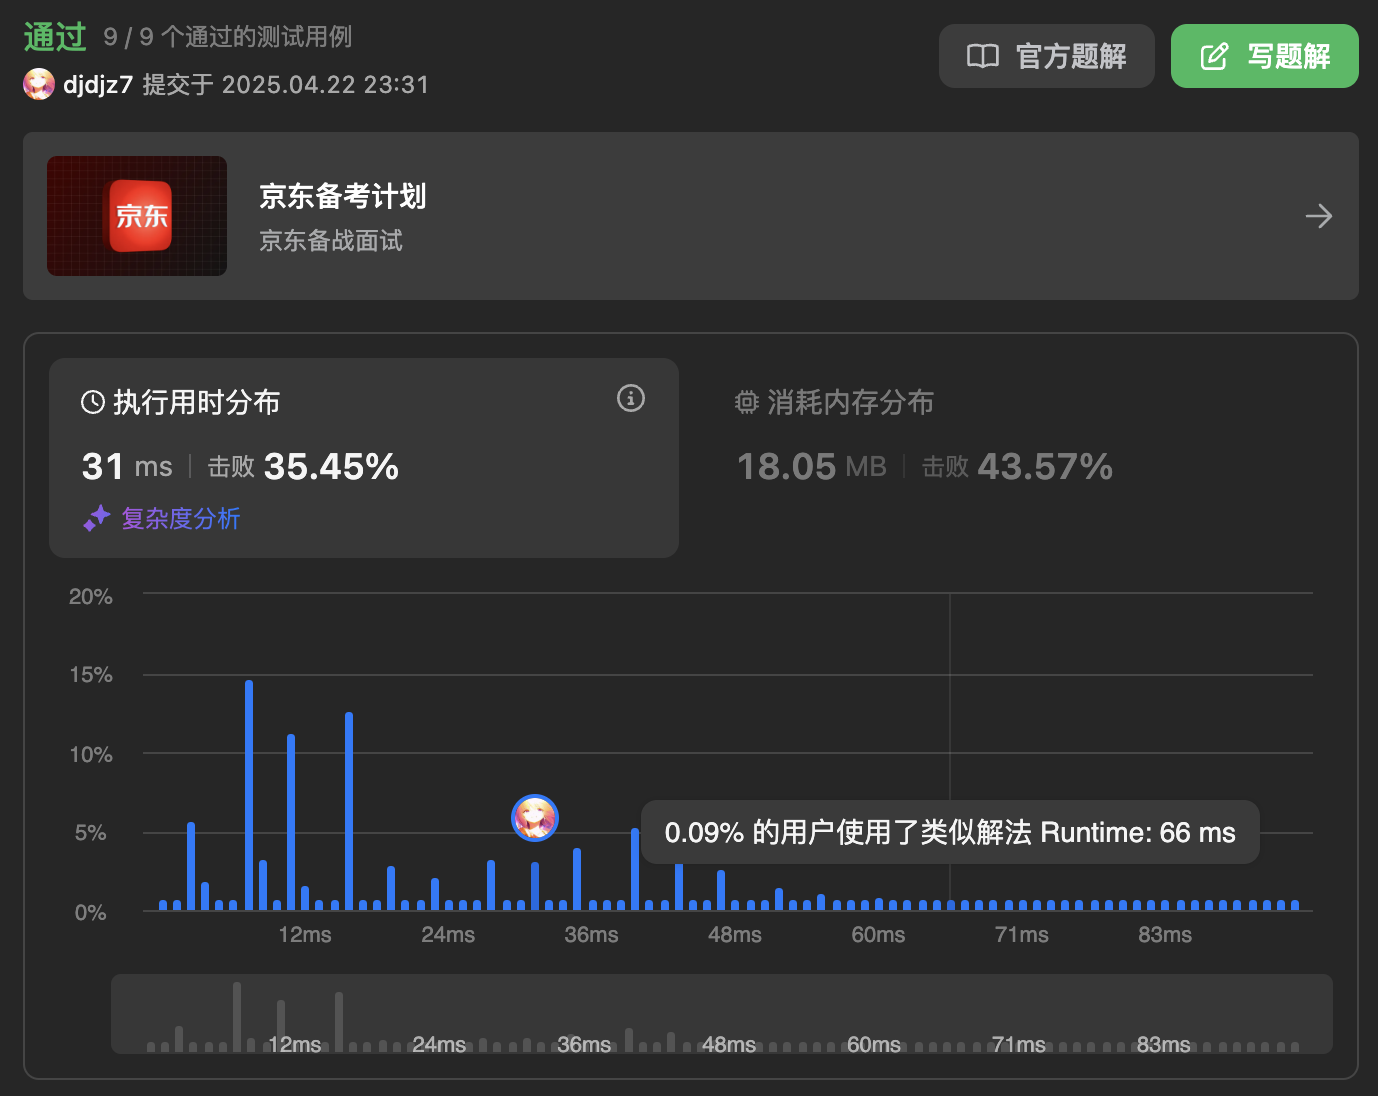 通过 9 / 9 个通过的测试用例
djdjz7 提交于 2025.04.22 23:31
官方题解
写题解
京东
京东备考计划
京东备战面试
执行用时分布
31 ms 击败 35.45%
复杂度分析
消耗内存分布
18.05 MB 击败 43.57%
20%
15%
10%
5%
0%
0.09% 的用户使用了类似解法 Runtime: 66 ms
12ms 24ms 36ms 48ms 60ms 71ms 83ms
12ms 24ms 36ms 48ms 60ms 71ms 83ms